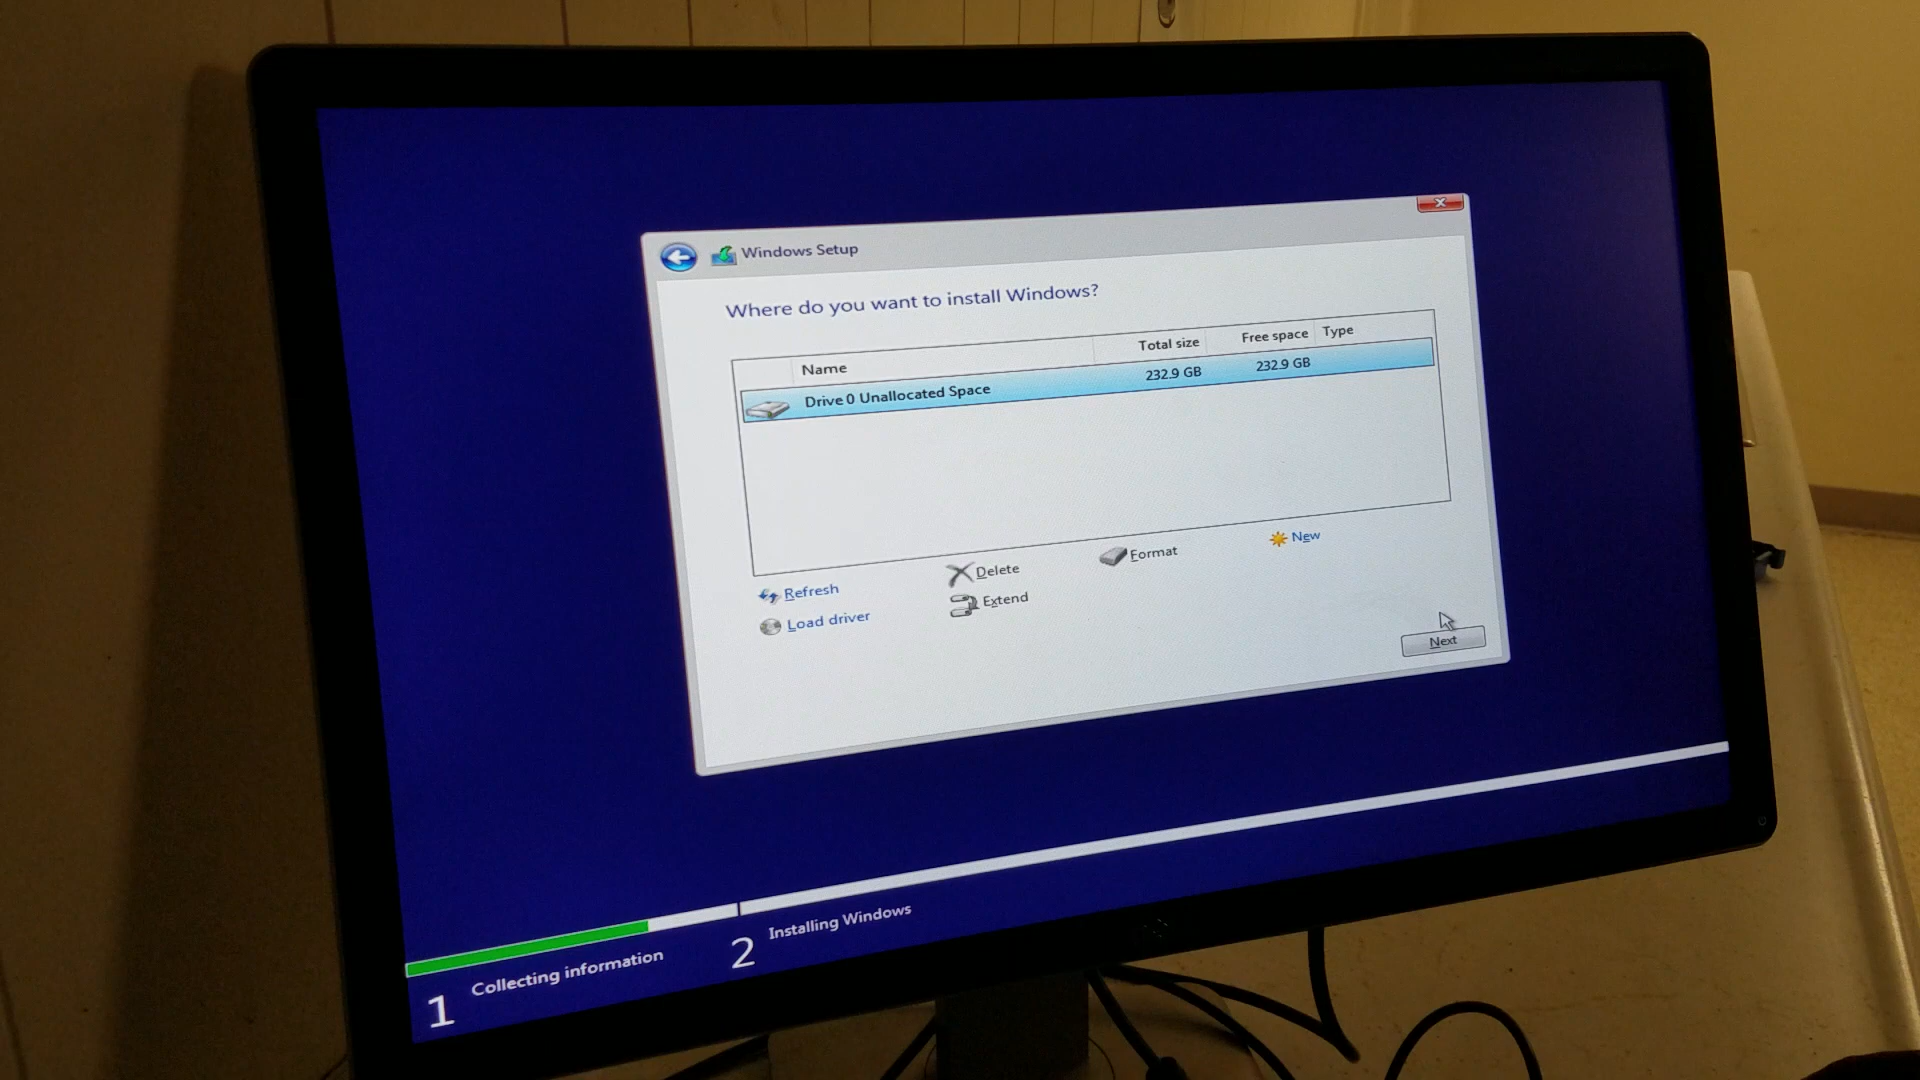 Windows Setup
Where do you want to install Windows?
Name Total size Free space Type
Drive 0 Unallocated Space 232.9 GB 232.9 GB
Refresh Delete Format New
Load driver Extend
Next
1 Collecting information 2 Installing Windows